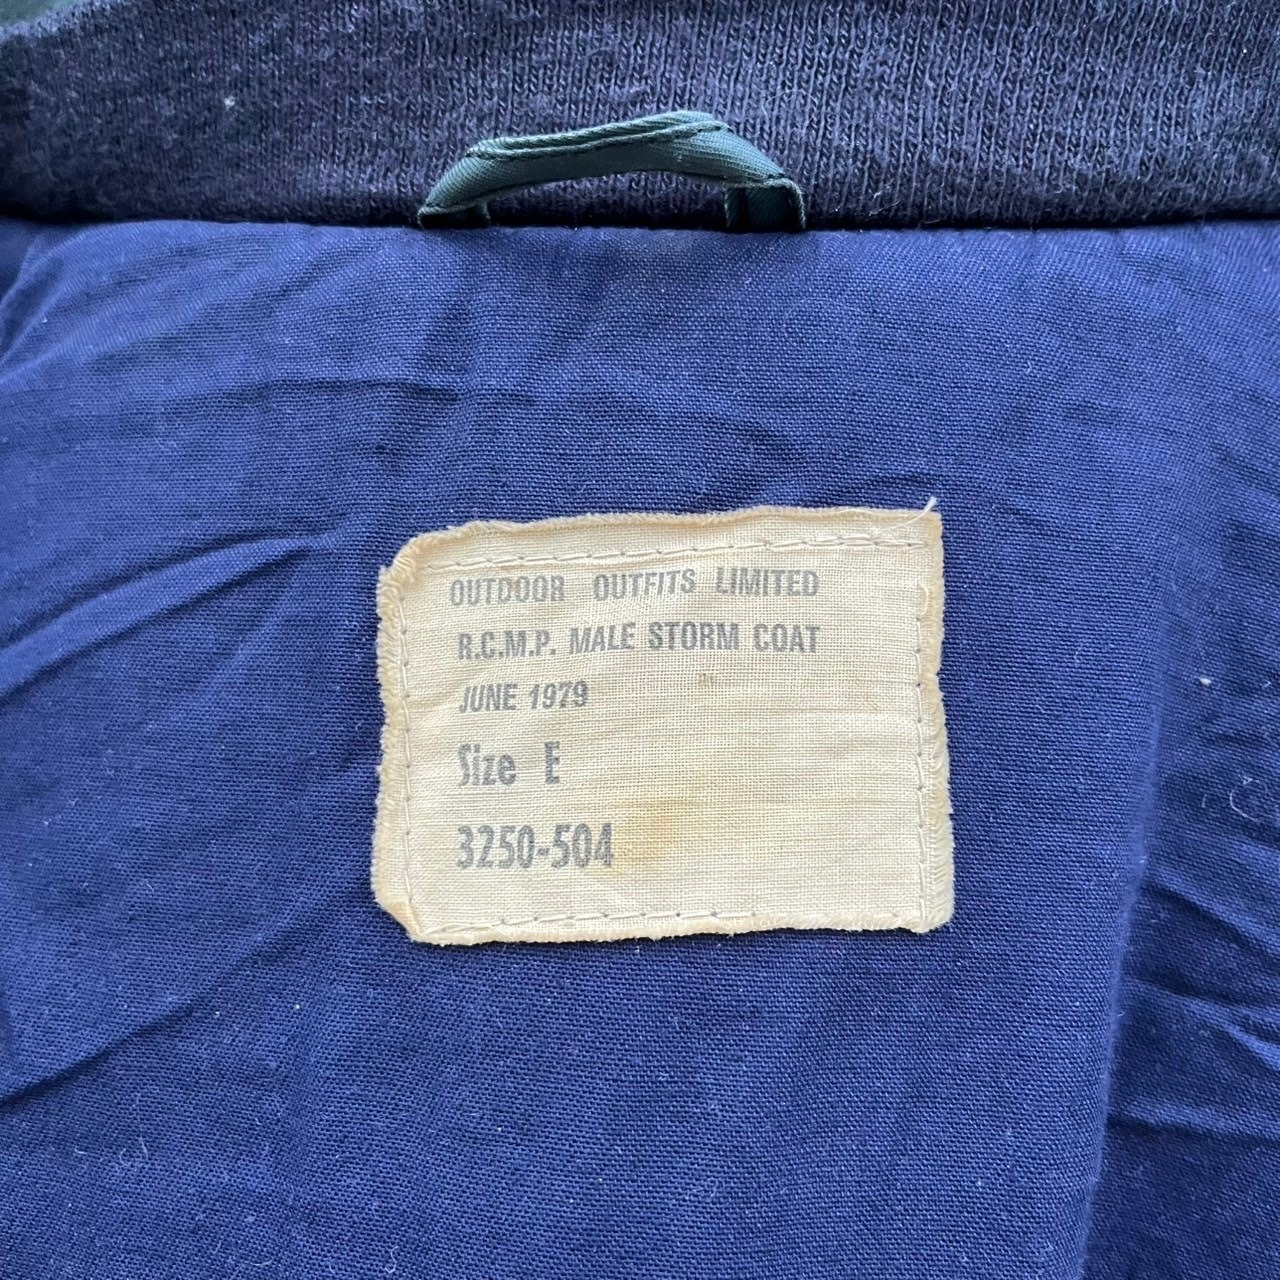 OUTDOOR OUTFITS LIMITED
R.C.M.P. MALE STORM COAT
JUNE 1979
Size E
3250-504